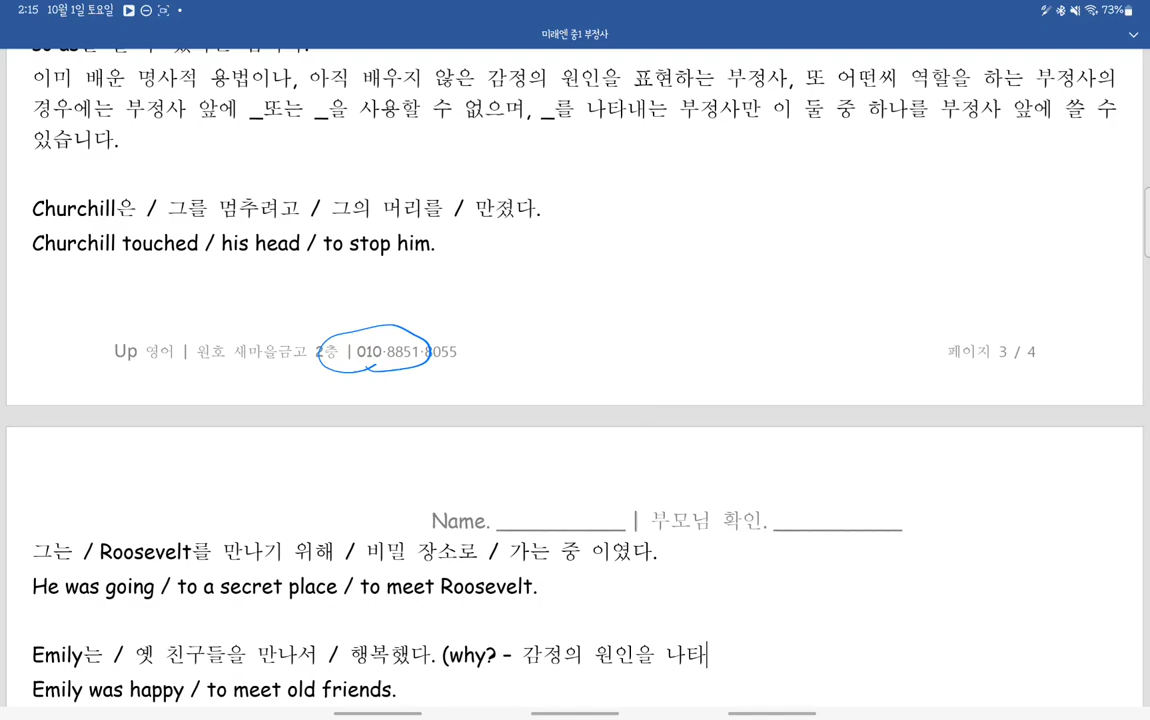 2:15 10월 1일 토요일 73%
미래엔 중1 부정사
이미 배운 명사적 용법이나, 아직 배우지 않은 감정의 원인을 표현하는 부정사, 또 어떤씨 역할을 하는 부정사의
경우에는 부정사 앞에 _또는 _을 사용할 수 없으며, _를 나타내는 부정사만 이 둘 중 하나를 부정사 앞에 쓸 수
있습니다.
Churchill은 / 그를 멈추려고 / 그의 머리를 / 만졌다.
Churchill touched / his head / to stop him.
Up 영어 | 원호 새마을금고 2층 | 010·8851·8055 페이지 3 / 4
Name. ____________ | 부모님 확인. ____________
그는 / Roosevelt를 만나기 위해 / 비밀 장소로 / 가는 중 이였다.
He was going / to a secret place / to meet Roosevelt.
Emily는 / 옛 친구들을 만나서 / 행복했다. (why? - 감정의 원인을 나타
Emily was happy / to meet old friends.